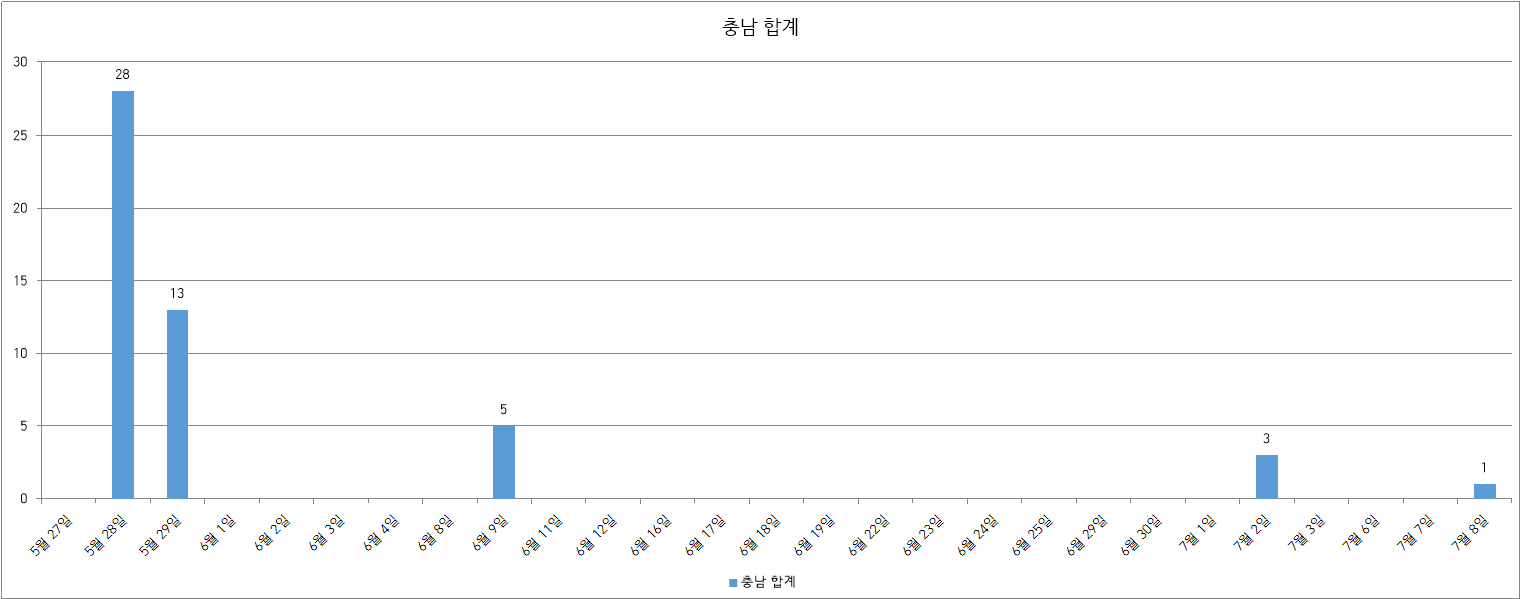 충남 합계
30
25
20
15
10
5
0
28
13
5
3
1
5월 27일
5월 28일
5월 29일
6월 1일
6월 2일
6월 3일
6월 4일
6월 8일
6월 9일
6월 11일
6월 12일
6월 16일
6월 17일
6월 18일
6월 19일
6월 22일
6월 23일
6월 24일
6월 25일
6월 29일
6월 30일
7월 1일
7월 2일
7월 3일
7월 6일
7월 7일
7월 8일
충남 합계